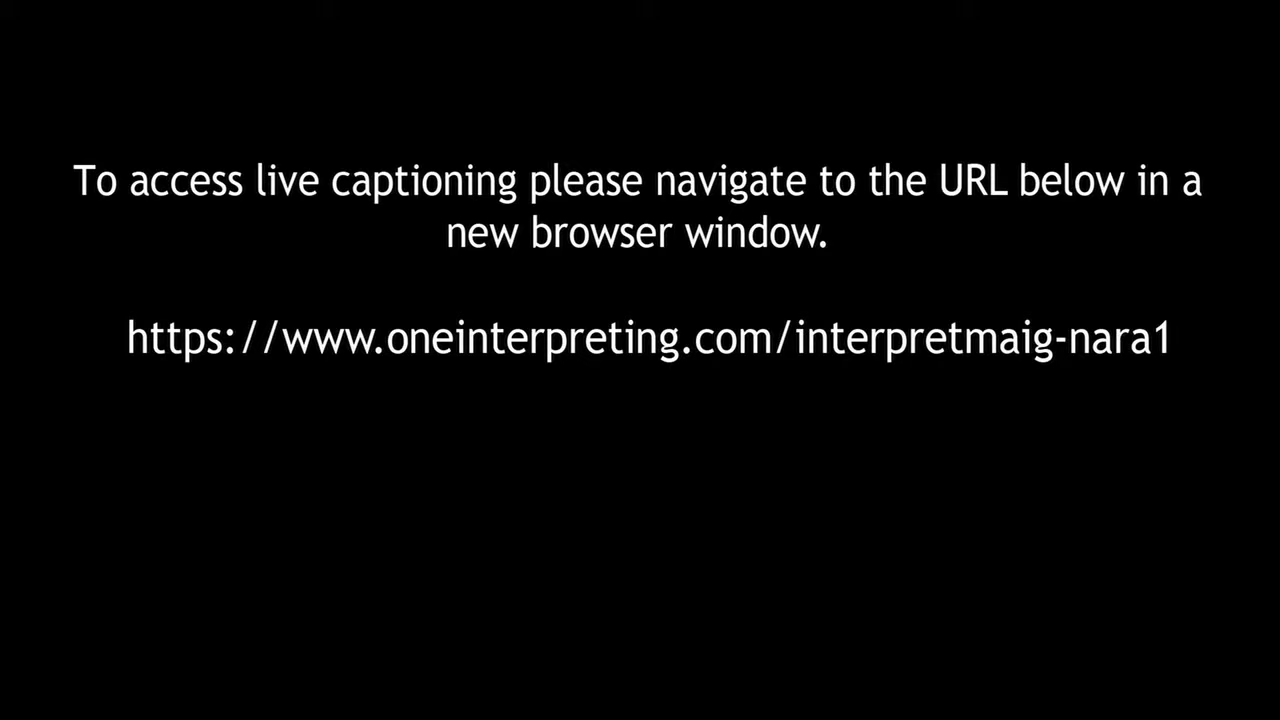 To access live captioning please navigate to the URL below in a
new browser window.
https://www.oneinterpreting.com/interpretmaig-nara1